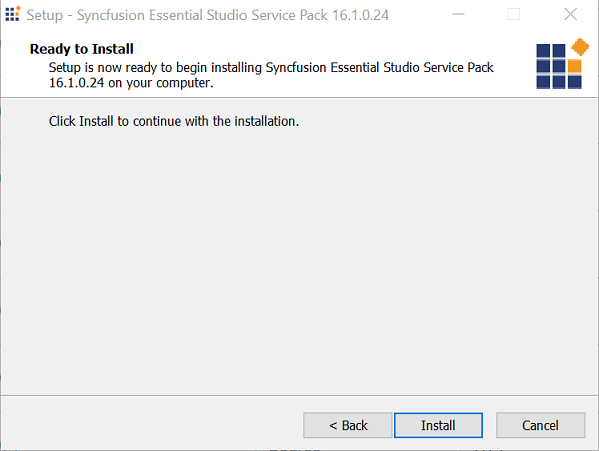 Setup - Syncfusion Essential Studio Service Pack 16.1.0.24
Ready to Install
Setup is now ready to begin installing Syncfusion Essential Studio Service Pack
16.1.0.24 on your computer.
Click Install to continue with the installation.
< Back
Install
Cancel